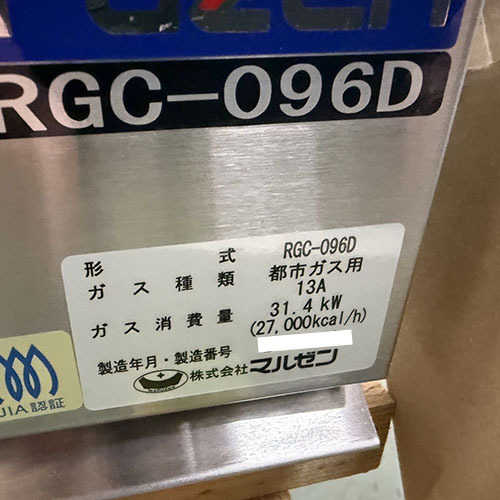 RGC-096D
形式 RGC-096D
ガス種類 都市ガス用
13A
ガス消費量 31.4 kW
(27,000kcal/h)
製造年月・製造番号
株式会社マルゼン
JIA認証